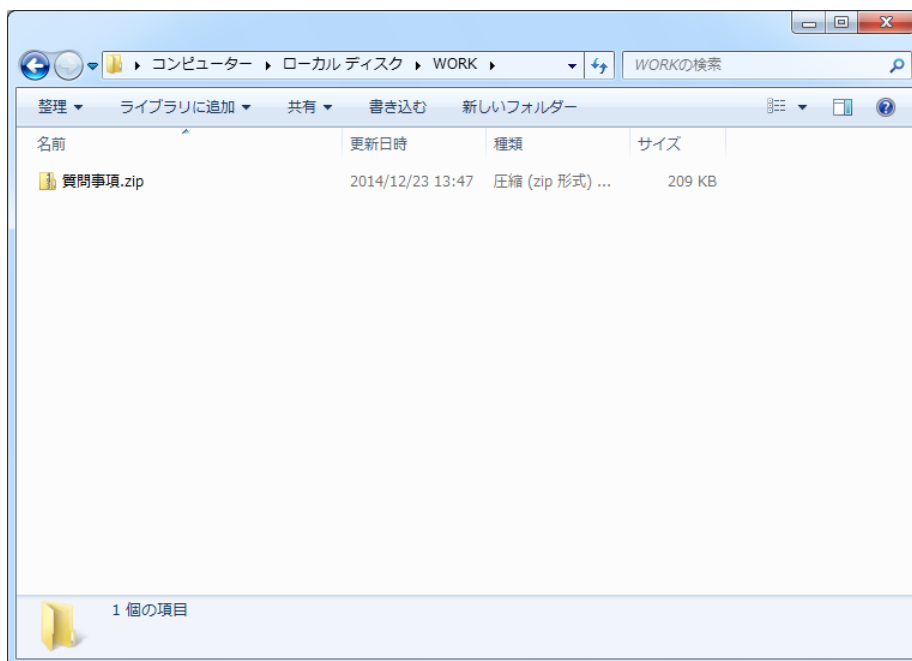 コンピューター ローカル ディスク WORK WORKの検索
整理 ライブラリに追加 共有 書き込む 新しいフォルダー
名前 更新日時 種類 サイズ
質問事項.zip 2014/12/23 13:47 圧縮 (zip 形式) ... 209 KB
1 個の項目